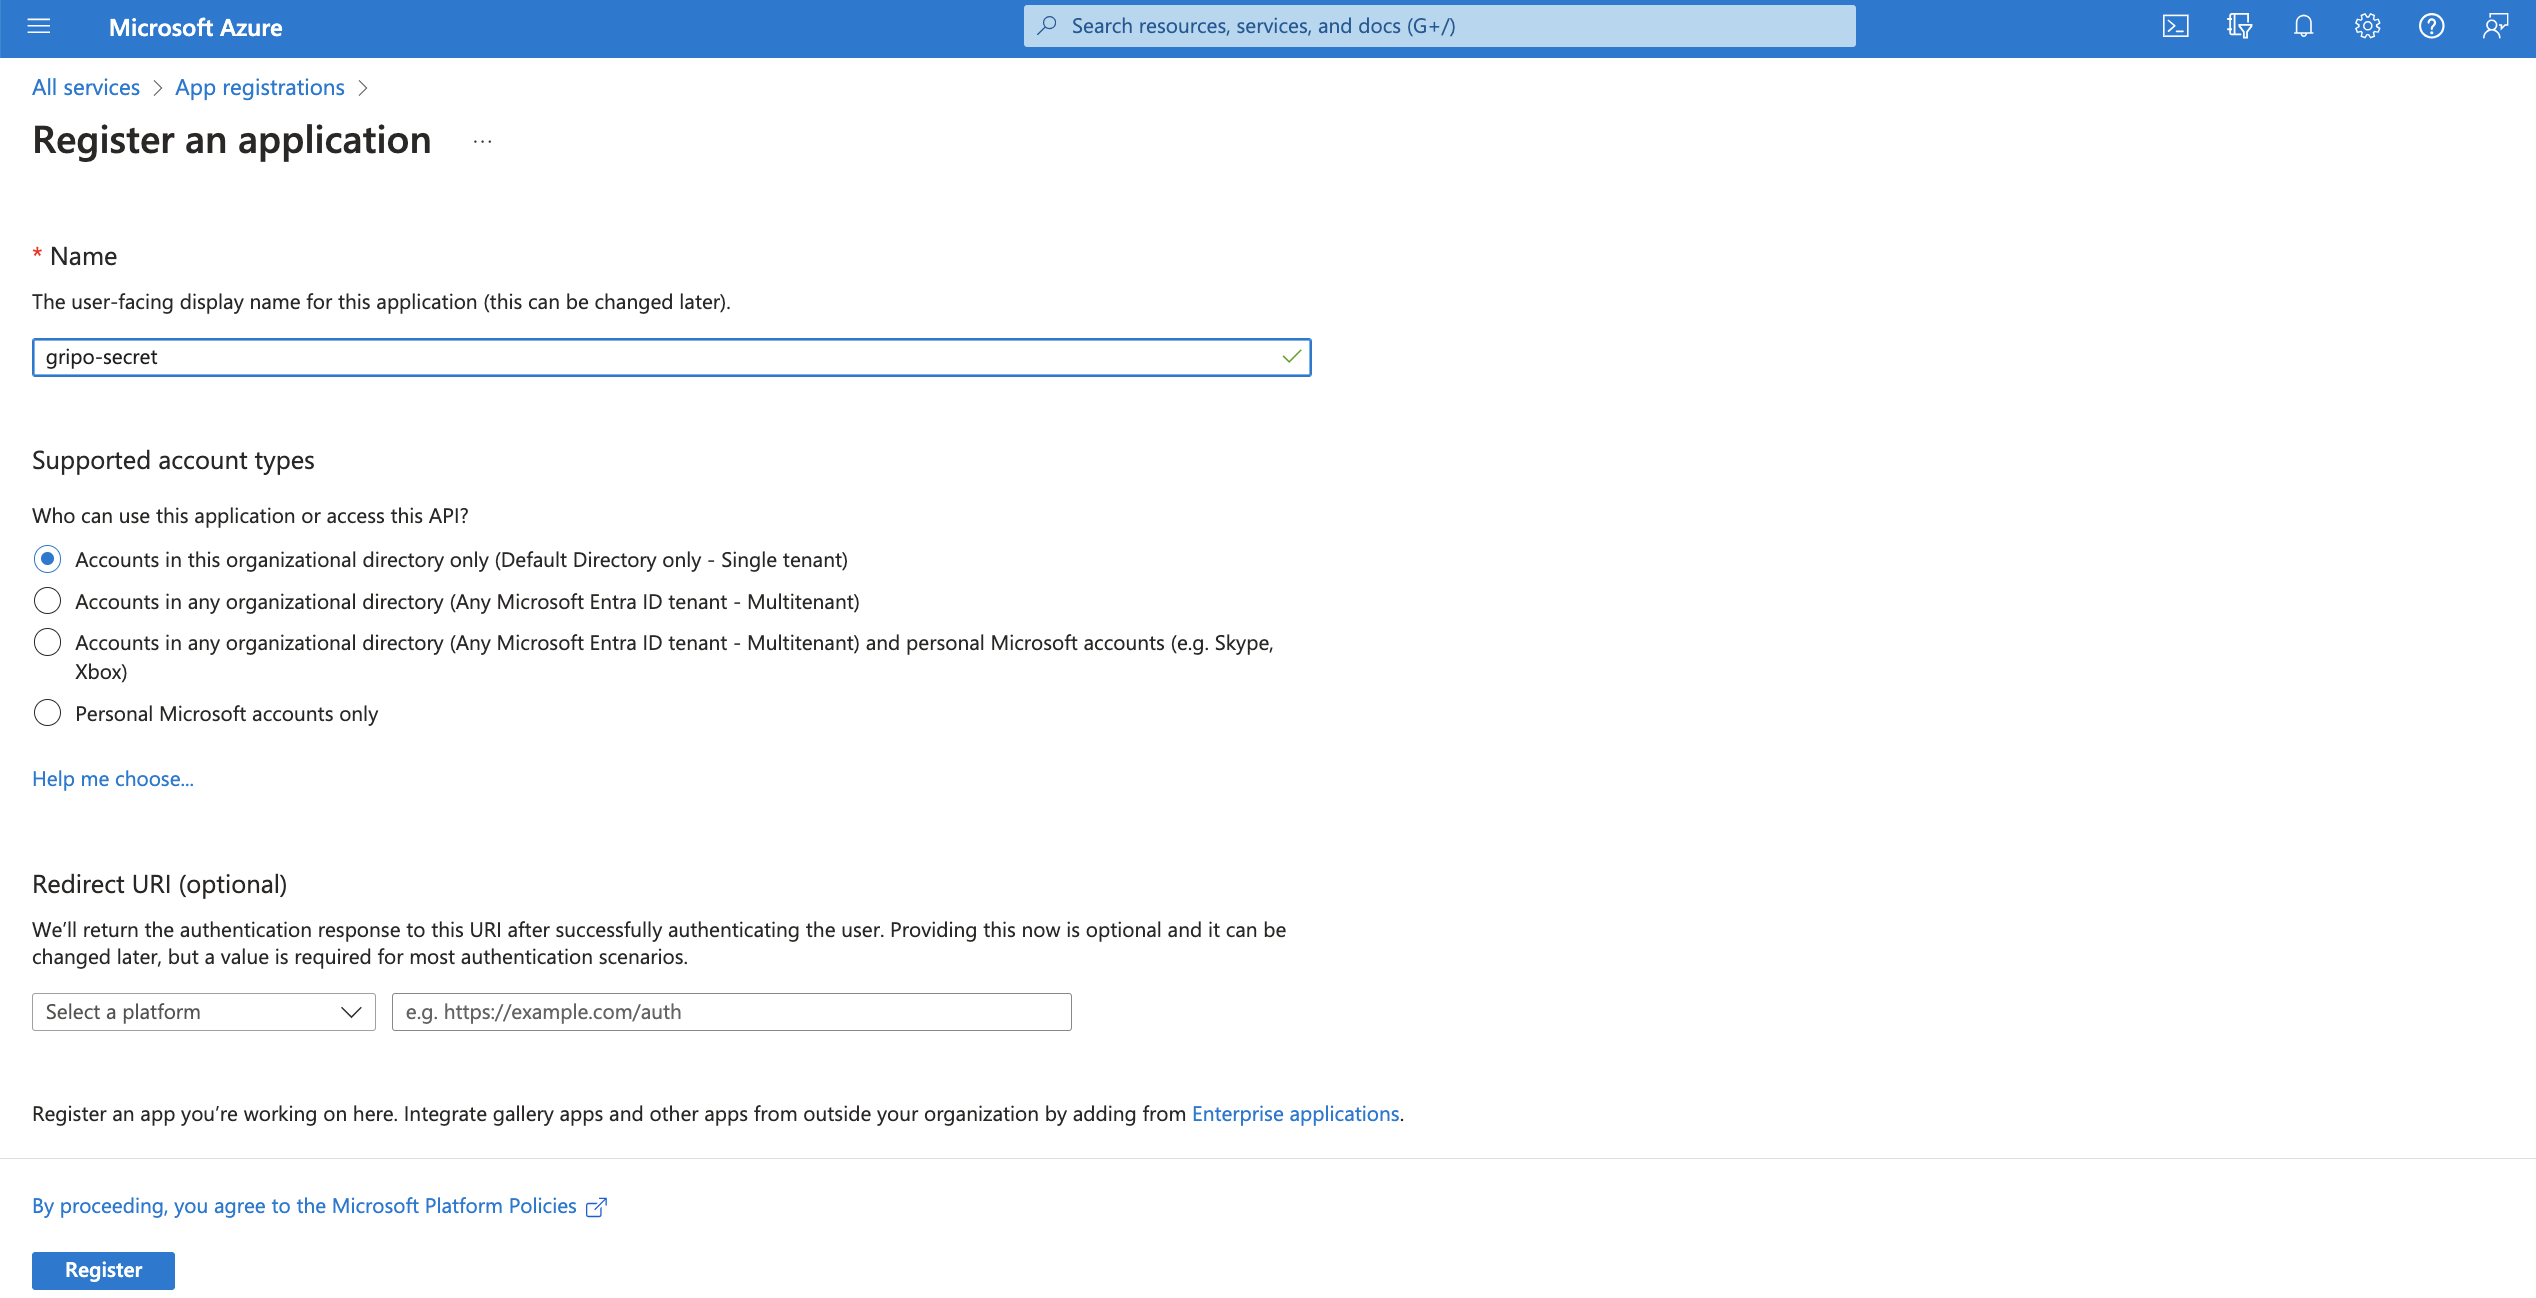 Microsoft Azure
Search resources, services, and docs (G+/)
All services > App registrations >
Register an application ...
* Name
The user-facing display name for this application (this can be changed later).
gripo-secret
Supported account types
Who can use this application or access this API?
Accounts in this organizational directory only (Default Directory only - Single tenant)
Accounts in any organizational directory (Any Microsoft Entra ID tenant - Multitenant)
Accounts in any organizational directory (Any Microsoft Entra ID tenant - Multitenant) and personal Microsoft accounts (e.g. Skype,
Xbox)
Personal Microsoft accounts only
Help me choose...
Redirect URI (optional)
We’ll return the authentication response to this URI after successfully authenticating the user. Providing this now is optional and it can be
changed later, but a value is required for most authentication scenarios.
Select a platform
e.g. https://example.com/auth
Register an app you’re working on here. Integrate gallery apps and other apps from outside your organization by adding from Enterprise applications.
By proceeding, you agree to the Microsoft Platform Policies
Register